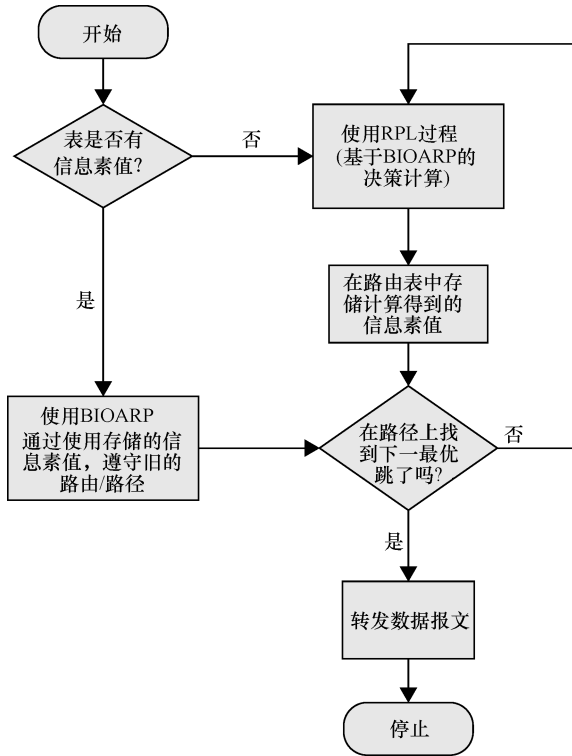 开始
表是否有
信息素值?
否
使用RPL过程
(基于BIOARP的
决策计算)
是
在路由表中存
储计算得到的
信息素值
使用BIOARP
通过使用存储的信
息素值，遵守旧的
路由/路径
在路径上找
到下一最优
跳了吗?
否
是
转发数据报文
停止